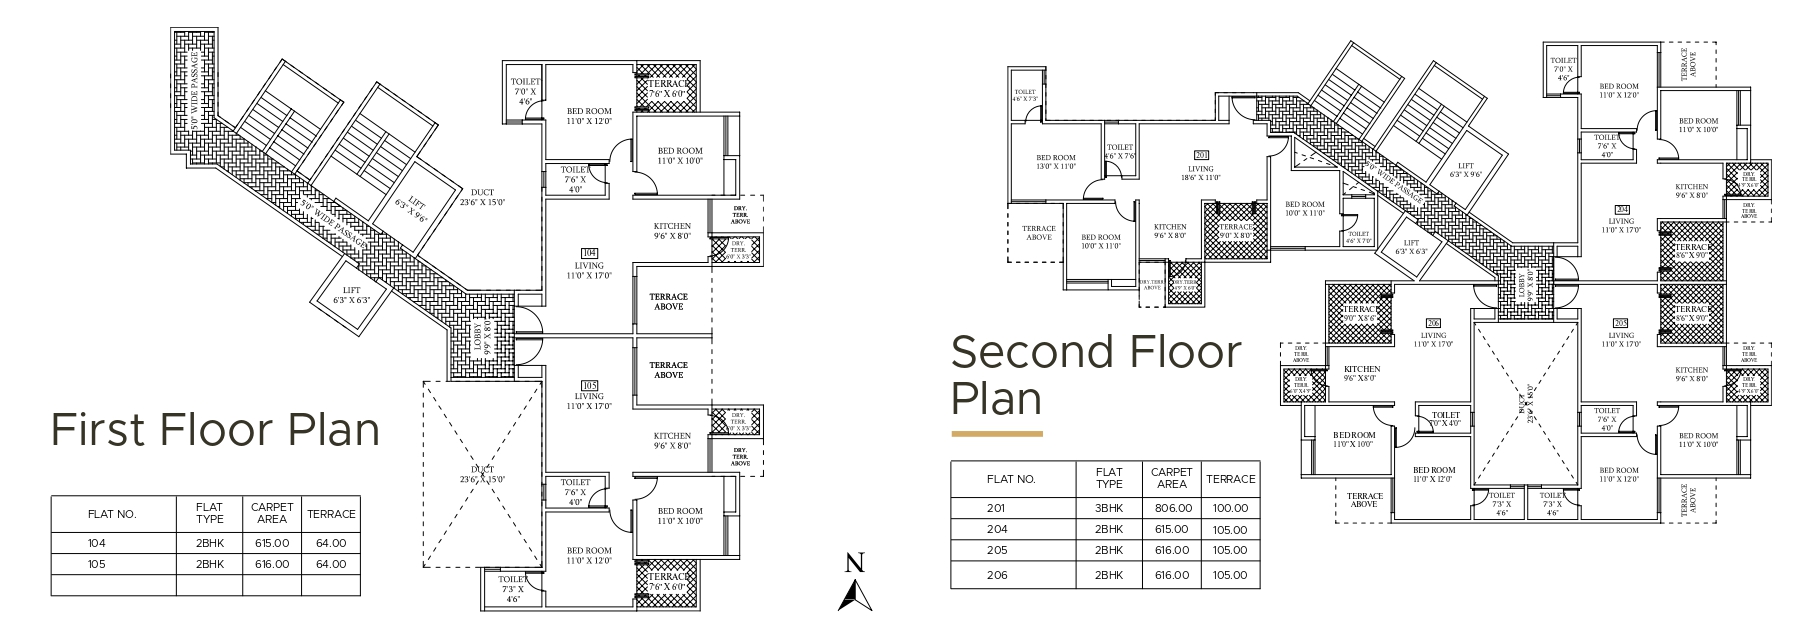 5'0" WIDE PASSAGE
5'0" WIDE PASSAGE
LIFT
6'3" X 9'6"
LIFT
6'3" X 6'3"
DUCT
23'6" X 15'0"
LOBBY
9'9" X 8'0"
TOILET
7'0" X
4'6"
BED ROOM
11'0" X 12'0"
TERRACE
7'6" X 6'0"
BED ROOM
11'0" X 10'0"
TOILET
7'6" X
4'0"
KITCHEN
9'6" X 8'0"
DRY.
TERR.
ABOVE
DRY.
TERR.
104
LIVING
11'0" X 17'0"
TERRACE
ABOVE
TERRACE
ABOVE
105
LIVING
11'0" X 17'0"
KITCHEN
9'6" X 8'0"
DRY.
TERR.
DRY.
TERR.
ABOVE
DUCT
23'6" X 15'0"
TOILET
7'6" X
4'0"
BED ROOM
11'0" X 10'0"
BED ROOM
11'0" X 12'0"
TERRACE
7'6" X 6'0"
TOILET
7'3" X
4'6"
First Floor Plan
FLAT NO. FLAT TYPE CARPET AREA TERRACE
104 2BHK 615.00 64.00
105 2BHK 616.00 64.00
N
TOILET
4'6" X 7'3"
BED ROOM
13'0" X 11'0"
TOILET
4'6" X 7'6"
201
LIVING
18'6" X 11'0"
TERRACE
ABOVE
BED ROOM
10'0" X 11'0"
KITCHEN
9'6" X 8'0"
TERRACE
9'0" X 8'0"
DRY.TERR.
ABOVE
DRY.TERR.
BED ROOM
10'0" X 11'0"
TOILET
4'6" X 7'0"
5'0" WIDE PASSAGE
LIFT
6'3" X 9'6"
LIFT
6'3" X 6'3"
LOBBY
9'9" X 8'0"
TOILET
7'0" X
4'6"
BED ROOM
11'0" X 12'0"
TERRACE
ABOVE
BED ROOM
11'0" X 10'0"
TOILET
7'6" X
4'0"
KITCHEN
9'6" X 8'0"
DRY.
TERR.
DRY.
TERR.
ABOVE
204
LIVING
11'0" X 17'0"
TERRACE
8'6" X 9'0"
TERRACE
9'0" X 8'6"
206
LIVING
11'0" X 17'0"
205
LIVING
11'0" X 17'0"
TERRACE
8'6" X 9'0"
DRY.
TERR.
ABOVE
DRY.
TERR.
KITCHEN
9'6" X 8'0"
DUCT
KITCHEN
9'6" X 8'0"
DRY.
TERR.
ABOVE
DRY.
TERR.
BED ROOM
11'0" X 10'0"
TOILET
7'0" X 4'0"
TOILET
7'6" X
4'0"
BED ROOM
11'0" X 10'0"
BED ROOM
11'0" X 12'0"
BED ROOM
11'0" X 12'0"
TERRACE
ABOVE
TOILET
7'3" X
4'6"
TOILET
7'3" X
4'6"
TERRACE
ABOVE
Second Floor
Plan
FLAT NO. FLAT TYPE CARPET AREA TERRACE
201 3BHK 806.00 100.00
204 2BHK 615.00 105.00
205 2BHK 616.00 105.00
206 2BHK 616.00 105.00